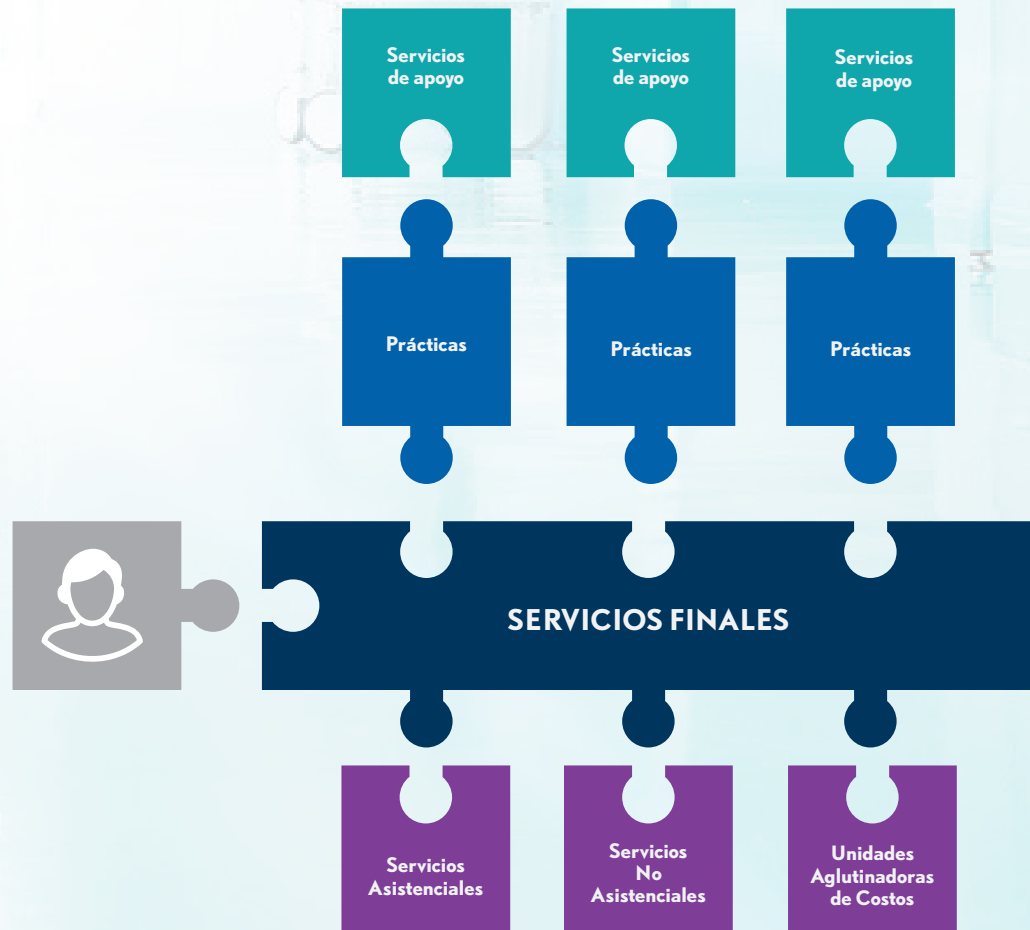 Servicios
de apoyo
Servicios
de apoyo
Servicios
de apoyo
Prácticas
Prácticas
Prácticas
SERVICIOS FINALES
Servicios
Asistenciales
Servicios
No
Asistenciales
Unidades
Aglutinadoras
de Costos